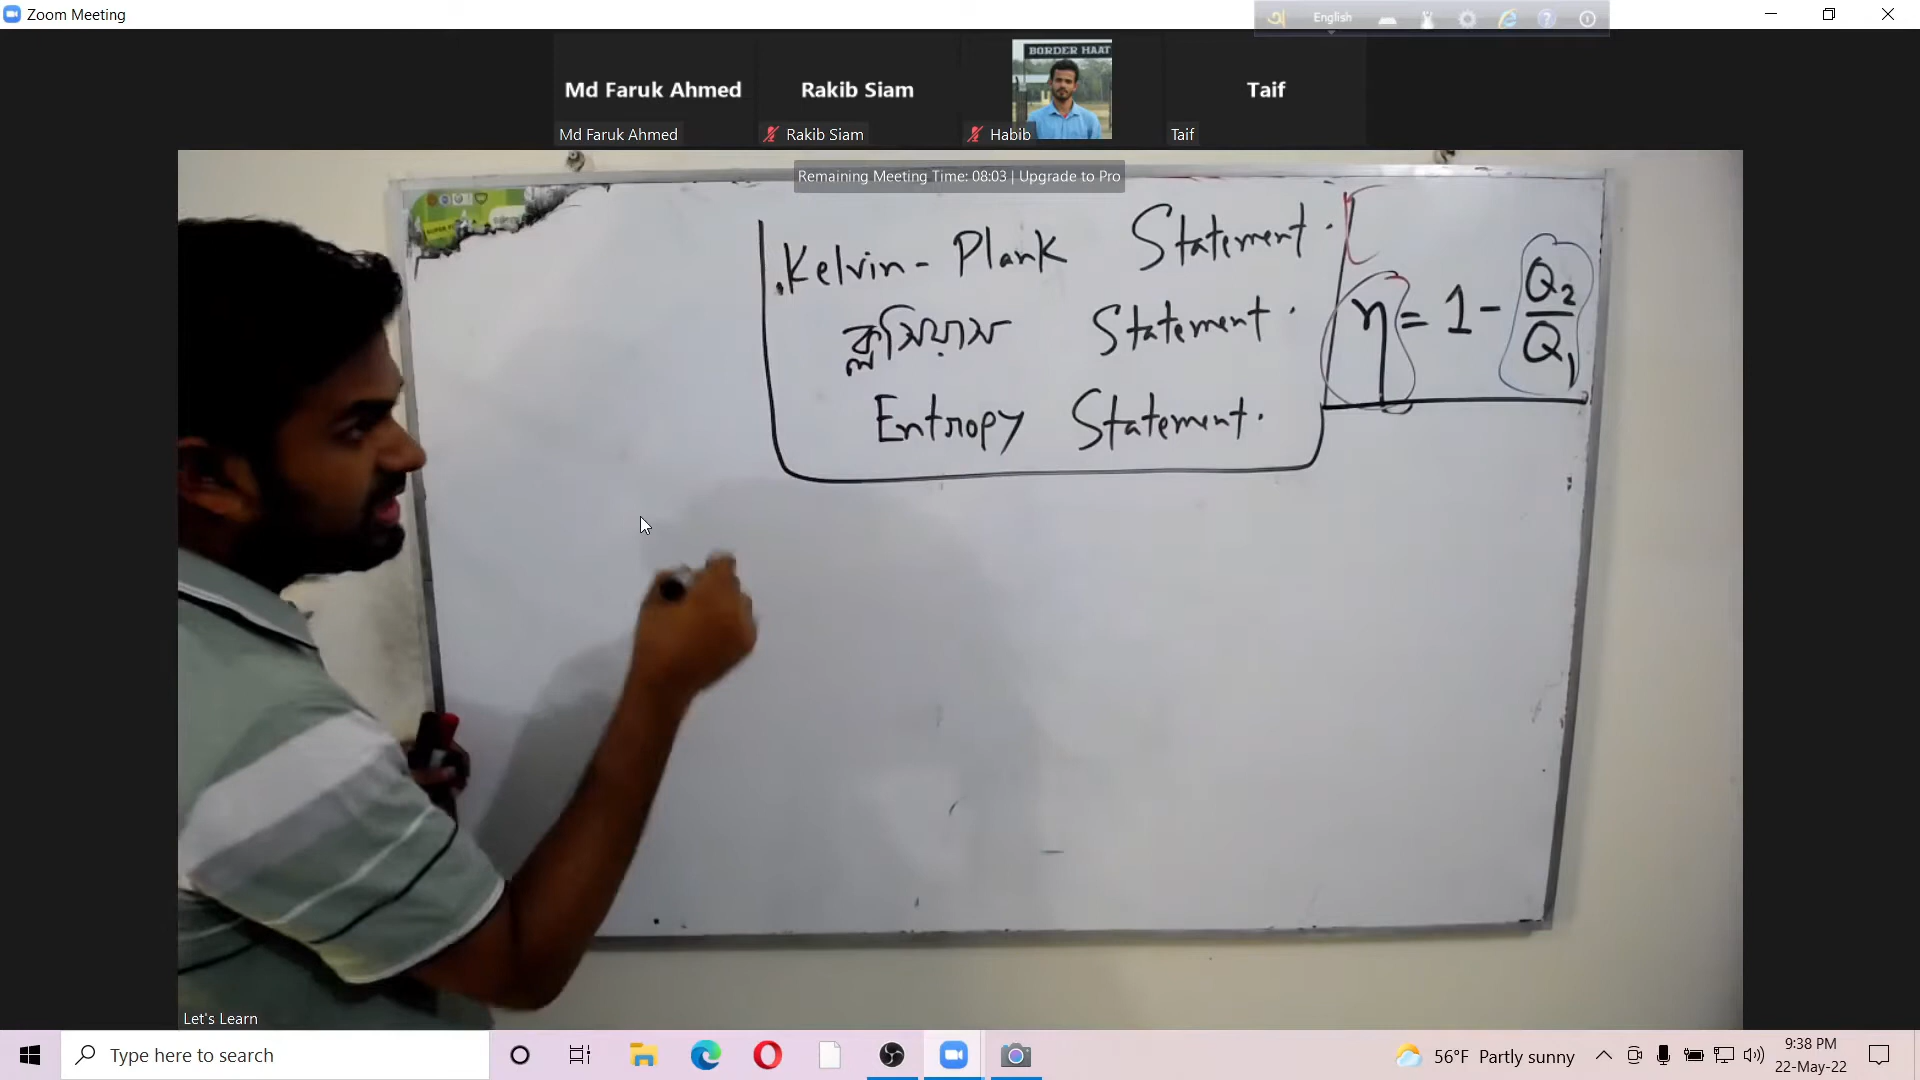 Zoom Meeting
English
BORDER HAAT
Md Faruk Ahmed
Rakib Siam
Taif
Md Faruk Ahmed
Rakib Siam
Habib
Taif
Remaining Meeting Time: 08:03 | Upgrade to Pro
Kelvin - Plank Statement.
ক্লসিয়াস Statement.
Entropy Statement.
η = 1 - Q₂/Q₁
Let's Learn
Type here to search
56°F Partly sunny
9:38 PM
22-May-22